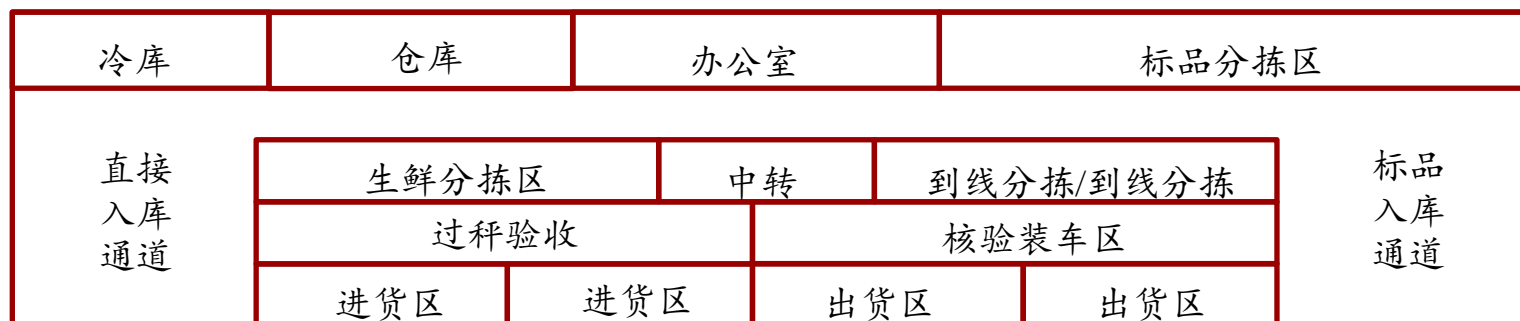 冷库
仓库
办公室
标品分拣区
直接
入库
通道
生鲜分拣区
中转
到线分拣/到线分拣
标品
入库
通道
过秤验收
核验装车区
进货区
进货区
出货区
出货区